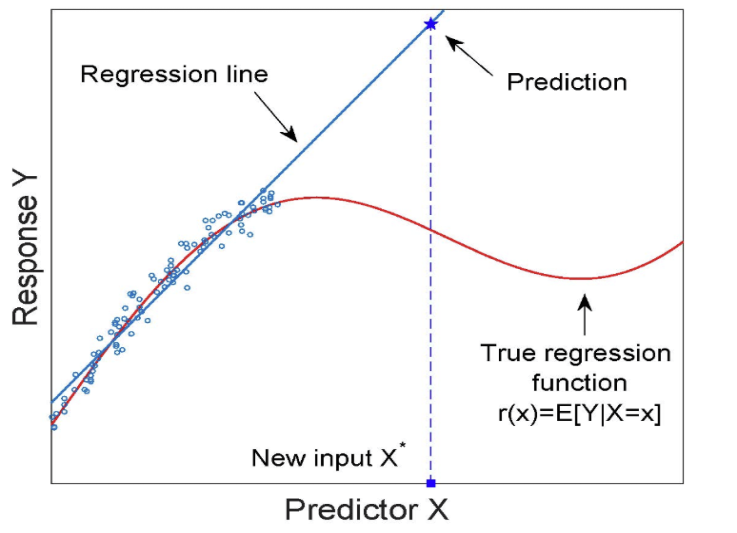 Regression line
Prediction
Response Y
True regression
function
r(x)=E[Y|X=x]
New input X*
Predictor X